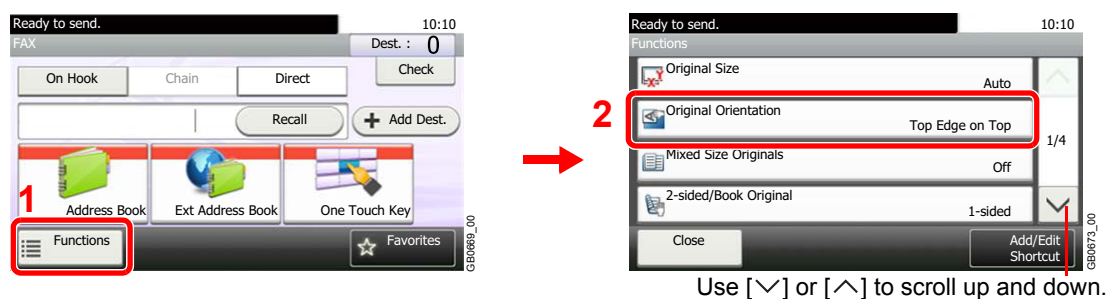 Ready to send.
10:10
FAX
Dest. : 0
On Hook
Chain
Direct
Check
Recall
Add Dest.
1
Address Book
Ext Address Book
One Touch Key
Functions
Favorites
GB0669_00
Ready to send.
10:10
Functions
Original Size
Auto
2
Original Orientation
Top Edge on Top
1/4
Mixed Size Originals
Off
2-sided/Book Original
1-sided
Close
Add/Edit
Shortcut
GB0673_00
Use [∨] or [∧] to scroll up and down.